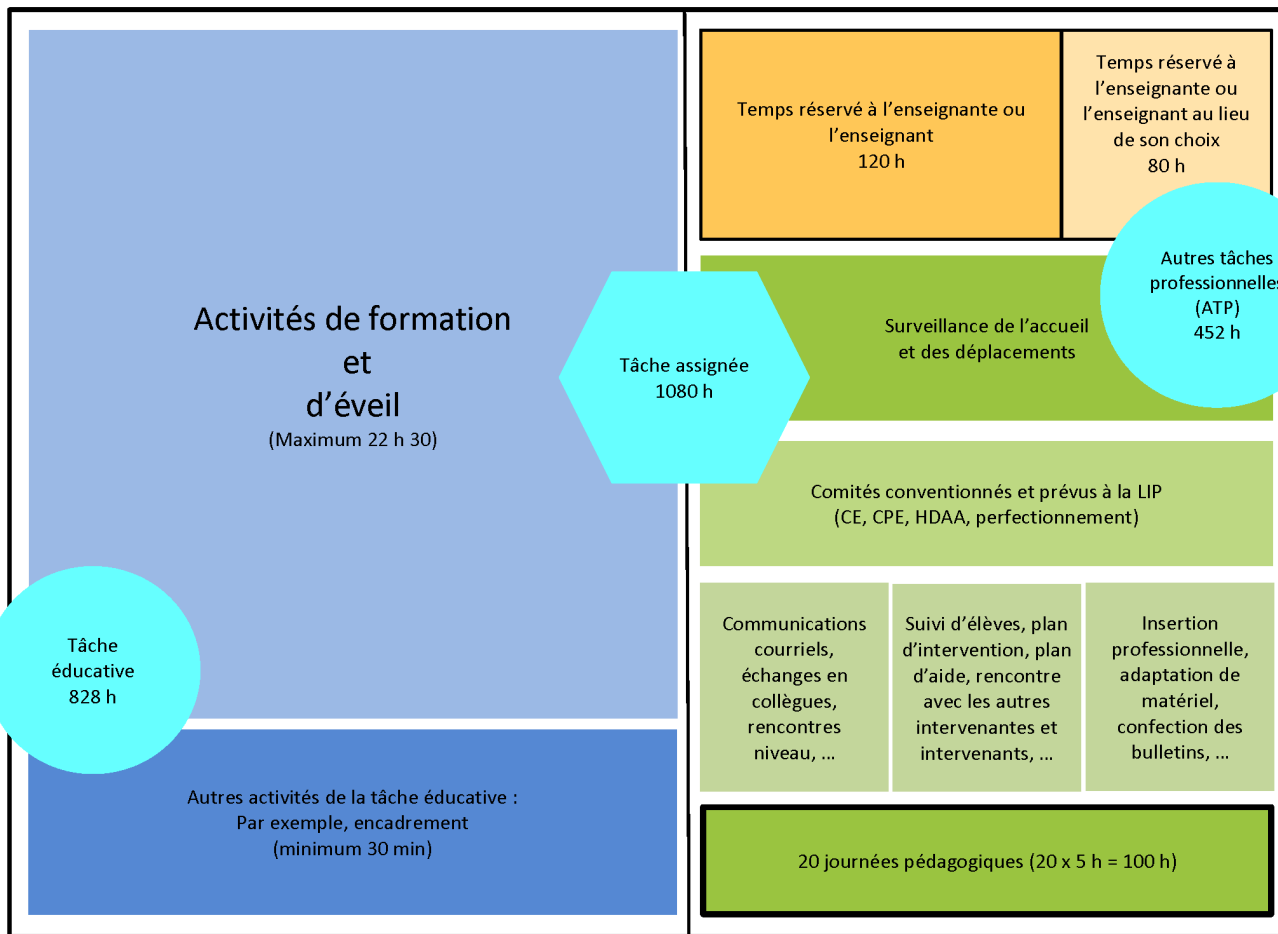 Activités de formation
et
d'éveil
(Maximum 22 h 30)
Tâche
éducative
828 h
Autres activités de la tâche éducative :
Par exemple, encadrement
(minimum 30 min)
Tâche assignée
1080 h
Temps réservé à l'enseignante ou
l'enseignant
120 h
Temps réservé à
l'enseignante ou
l'enseignant au lieu
de son choix
80 h
Autres tâches
professionnelles
(ATP)
452 h
Surveillance de l'accueil
et des déplacements
Comités conventionnés et prévus à la LIP
(CE, CPE, HDAA, perfectionnement)
Communications
courriels,
échanges en
collègues,
rencontres
niveau, ...
Suivi d'élèves, plan
d'intervention, plan
d'aide, rencontre
avec les autres
intervenantes et
intervenants, ...
Insertion
professionnelle,
adaptation de
matériel,
confection des
bulletins, ...
20 journées pédagogiques (20 x 5 h = 100 h)